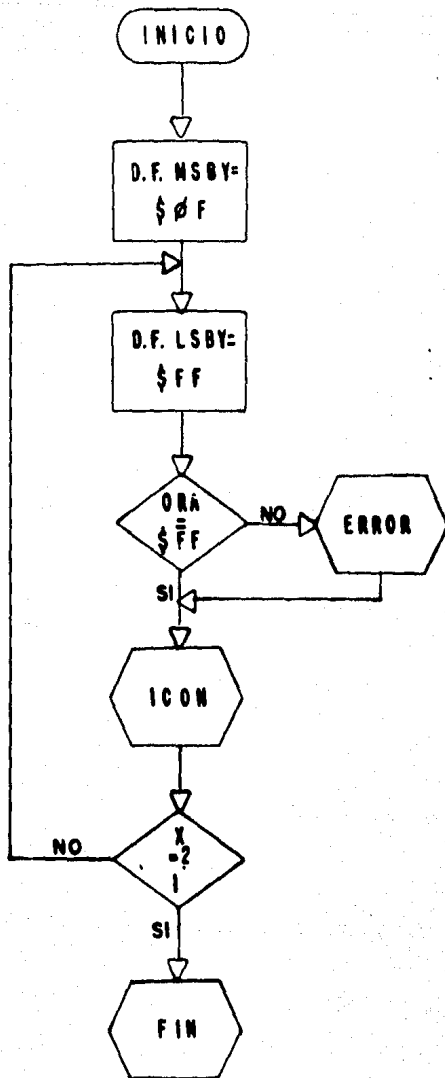 INICIO
D.F. MSBY=
$ØF
D.F. LSBY=
$FF
ORA
=
$FF
NO
ERROR
SI
ICON
X
=?
1
NO
SI
FIN